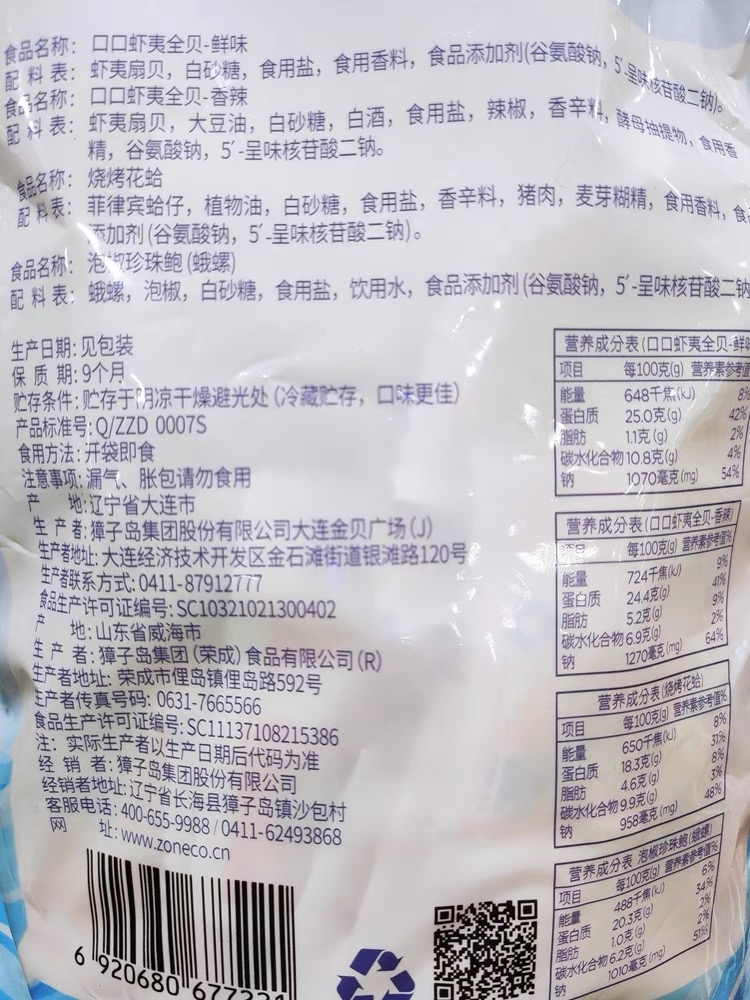 食品名称: 口口虾夷全贝-鲜味
配 料 表: 虾夷扇贝，白砂糖，食用盐，食用香料，食品添加剂(谷氨酸钠，5´-呈味核苷酸二钠)。
食品名称: 口口虾夷全贝-香辣
配 料 表: 虾夷扇贝，大豆油，白砂糖，白酒，食用盐，辣椒，香辛料，酵母抽提物，食用香
精，谷氨酸钠，5´-呈味核苷酸二钠。
食品名称: 烧烤花蛤
配 料 表: 菲律宾蛤仔，植物油，白砂糖，食用盐，香辛料，猪肉，麦芽糊精，食用香料，食
添加剂(谷氨酸钠，5´-呈味核苷酸二钠)。
食品名称: 泡椒珍珠鲍(蛾螺)
配 料 表: 蛾螺，泡椒，白砂糖，食用盐，饮用水，食品添加剂(谷氨酸钠，5´-呈味核苷酸二钠
生产日期: 见包装
保 质 期: 9个月
贮存条件: 贮存于阴凉干燥避光处(冷藏贮存，口味更佳)
产品标准号: Q/ZZD 0007S
食用方法: 开袋即食
注意事项: 漏气、胀包请勿食用
产 地: 辽宁省大连市
生 产 者: 獐子岛集团股份有限公司大连金贝广场(J)
生产者地址: 大连经济技术开发区金石滩街道银滩路120号
生产者联系方式: 0411-87912777
食品生产许可证编号: SC10321021300402
产 地: 山东省威海市
生 产 者: 獐子岛集团(荣成)食品有限公司(R)
生产者地址: 荣成市俚岛镇俚岛路592号
生产者传真号码: 0631-7665566
食品生产许可证编号: SC11137108215386
注: 实际生产者以生产日期后代码为准
经 销 者: 獐子岛集团股份有限公司
经销者地址: 辽宁省长海县獐子岛镇沙包村
客服电话: 400-655-9988 / 0411-62493868
网 址: www.zoneco.cn
6 920680 677
营养成分表(口口虾夷全贝-鲜味
项目 每100克(g) 营养素参考值
能量 648千焦(kJ) 8%
蛋白质 25.0克(g) 42%
脂肪 1.1克(g) 2%
碳水化合物 10.8克(g) 4%
钠 1070毫克(mg) 54%
营养成分表(口口虾夷全贝-香辣)
项目 每100克(g) 营养素参考值%
能量 724千焦(kJ) 9%
蛋白质 24.4克(g) 41%
脂肪 5.2克(g) 9%
碳水化合物 6.9克(g) 2%
钠 1270毫克(mg) 64%
营养成分表(烧烤花蛤)
项目 每100克(g) 营养素参考值%
能量 650千焦(kJ) 8%
蛋白质 18.3克(g) 31%
脂肪 4.6克(g) 8%
碳水化合物 9.9克(g) 3%
钠 958毫克(mg) 48%
营养成分表 泡椒珍珠鲍(蛾螺)
项目 每100克(g) 营养素参考值%
能量 488千焦(kJ) 6%
蛋白质 20.3克(g) 34%
脂肪 1.0克(g) 2%
碳水化合物 6.2克(g) 2%
钠 1010毫克(mg) 51%